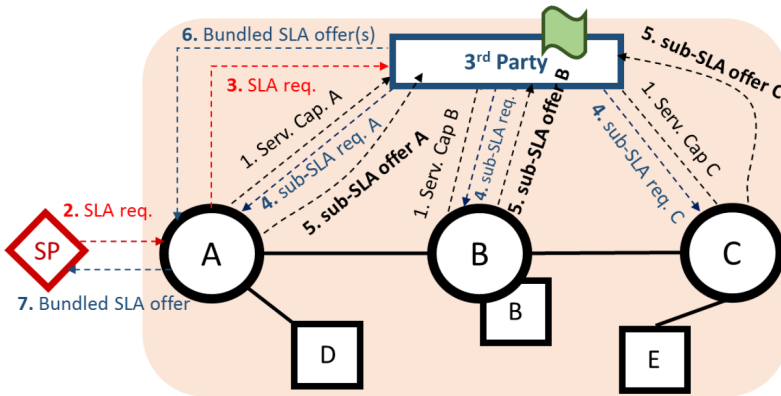 6. Bundled SLA offer(s)
3rd Party
5. sub-SLA offer C
3. SLA req.
1. Serv. Cap. A
4. sub-SLA req. A
5. sub-SLA offer A
1. Serv. Cap B
4. sub-SLA req.
5. sub-SLA offer B
1. Serv. Cap C
4. sub-SLA req. C
2. SLA req.
SP
A
B
C
7. Bundled SLA offer
B
D
E